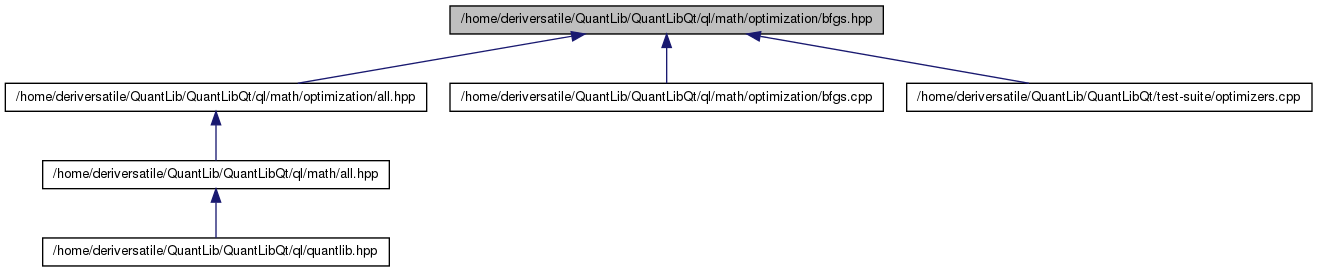 /home/deriversatile/QuantLib/QuantLibQt/ql/math/optimization/bfgs.hpp
/home/deriversatile/QuantLib/QuantLibQt/ql/math/optimization/all.hpp
/home/deriversatile/QuantLib/QuantLibQt/ql/math/optimization/bfgs.cpp
/home/deriversatile/QuantLib/QuantLibQt/test-suite/optimizers.cpp
/home/deriversatile/QuantLib/QuantLibQt/ql/math/all.hpp
/home/deriversatile/QuantLib/QuantLibQt/ql/quantlib.hpp